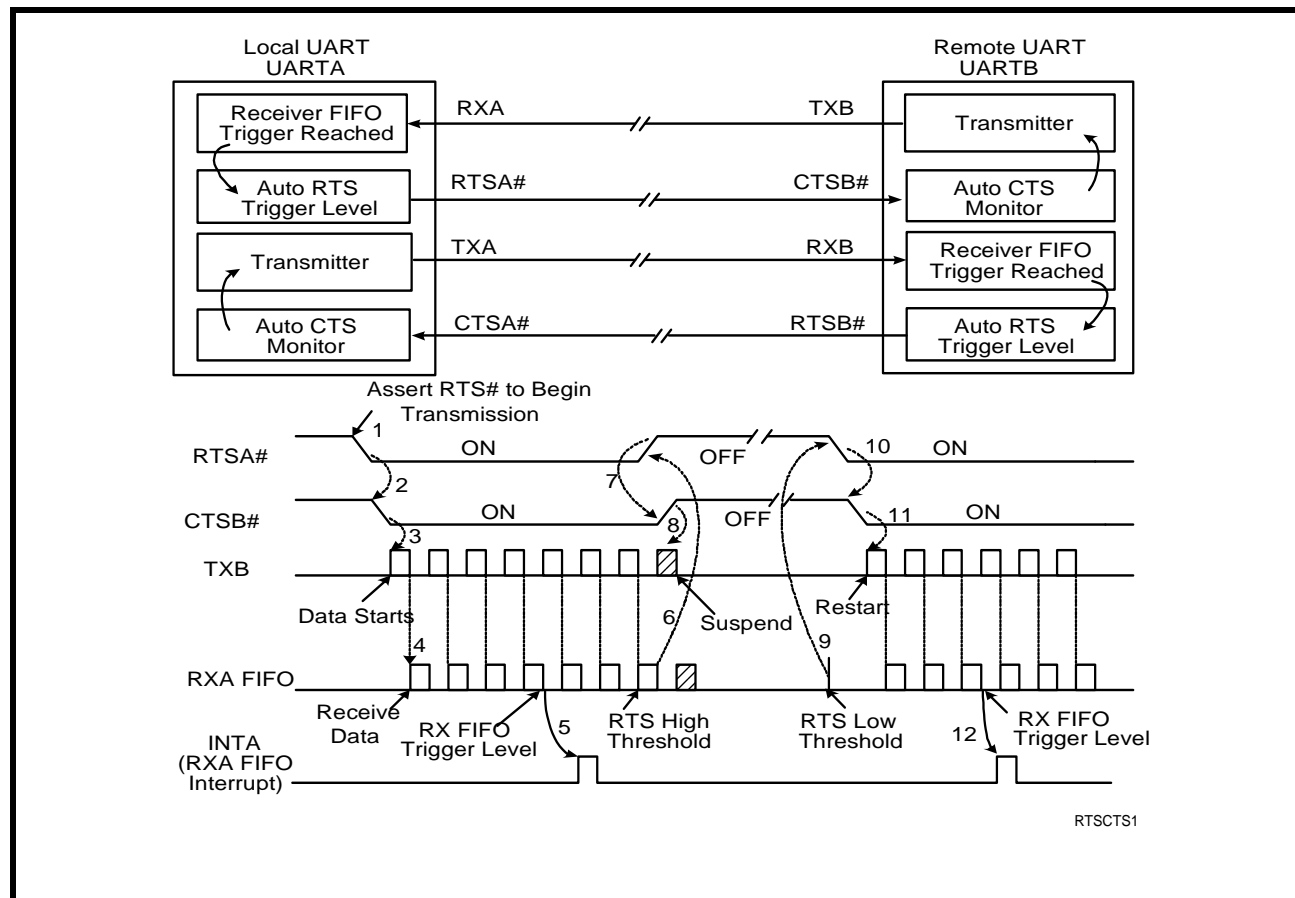 Local UART
UARTA
Remote UART
UARTB
Receiver FIFO
Trigger Reached
RXA
TXB
Transmitter
Auto RTS
Trigger Level
RTSA#
CTSB#
Auto CTS
Monitor
Transmitter
TXA
RXB
Receiver FIFO
Trigger Reached
Auto CTS
Monitor
CTSA#
RTSB#
Auto RTS
Trigger Level
Assert RTS# to Begin
Transmission
RTSA#
1
ON
7
OFF
10
ON
2
CTSB#
ON
8
OFF
11
ON
3
TXB
Data Starts
6
Suspend
Restart
4
9
RXA FIFO
Receive
Data
RX FIFO
Trigger Level
5
RTS High
Threshold
RTS Low
Threshold
12
RX FIFO
Trigger Level
INTA
(RXA FIFO
Interrupt)
RTSCTS1